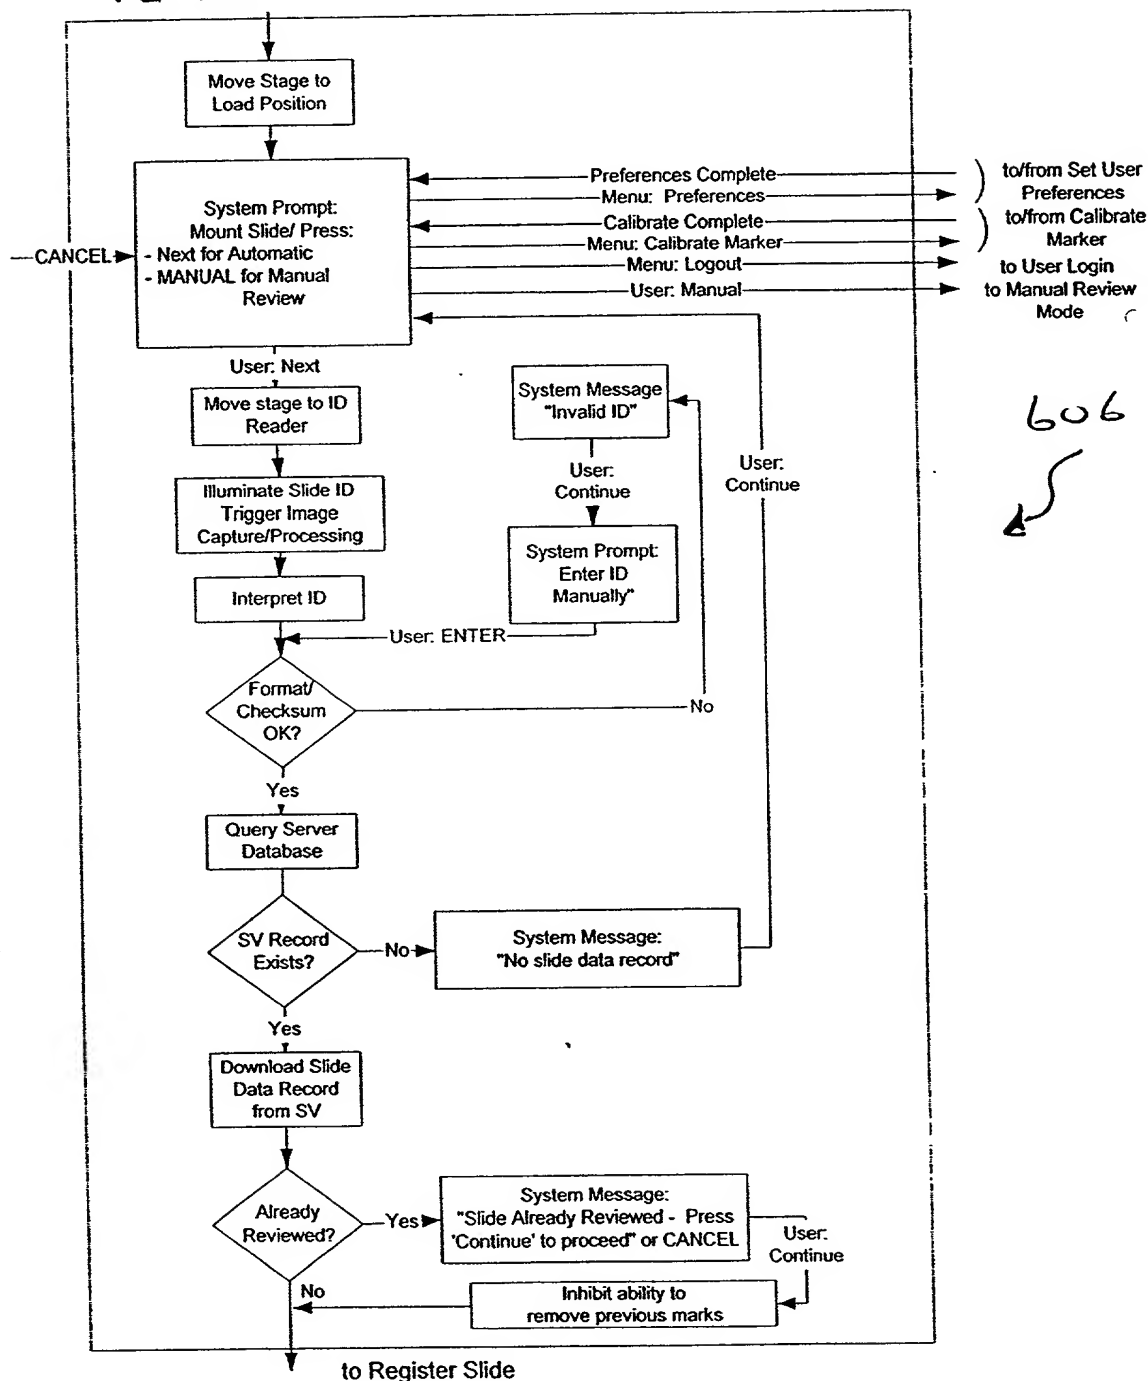 Move Stage to
Load Position
System Prompt:
Mount Slide/ Press:
- Next for Automatic
- MANUAL for Manual
Review
CANCEL
Preferences Complete
Menu: Preferences
Calibrate Complete
Menu: Calibrate Marker
Menu: Logout
User: Manual
to/from Set User
Preferences
to/from Calibrate
Marker
to User Login
to Manual Review
Mode
User: Next
Move stage to ID
Reader
System Message
"Invalid ID"
606
User:
Continue
User:
Continue
Illuminate Slide ID
Trigger Image
Capture/Processing
System Prompt:
Enter ID
Manually"
Interpret ID
User: ENTER
Format/
Checksum
OK?
No
Yes
Query Server
Database
SV Record
Exists?
No
System Message:
"No slide data record"
Yes
Download Slide
Data Record
from SV
Already
Reviewed?
Yes
System Message:
"Slide Already Reviewed - Press
'Continue' to proceed" or CANCEL
User:
Continue
No
Inhibit ability to
remove previous marks
to Register Slide